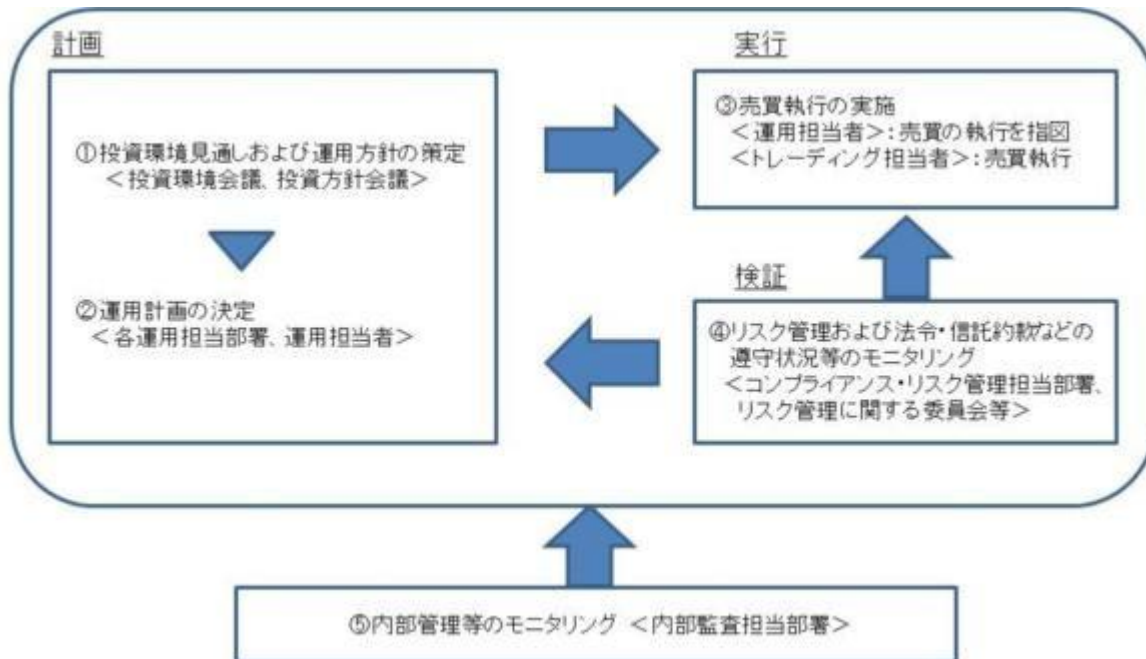 計画
①投資環境見通しおよび運用方針の策定
＜投資環境会議、投資方針会議＞
②運用計画の決定
＜各運用担当部署、運用担当者＞
実行
③売買執行の実施
＜運用担当者＞：売買の執行を指図
＜トレーディング担当者＞：売買執行
検証
④リスク管理および法令・信託約款などの
遵守状況等のモニタリング
＜コンプライアンス・リスク管理担当部署、
リスク管理に関する委員会等＞
⑤内部管理等のモニタリング ＜内部監査担当部署＞